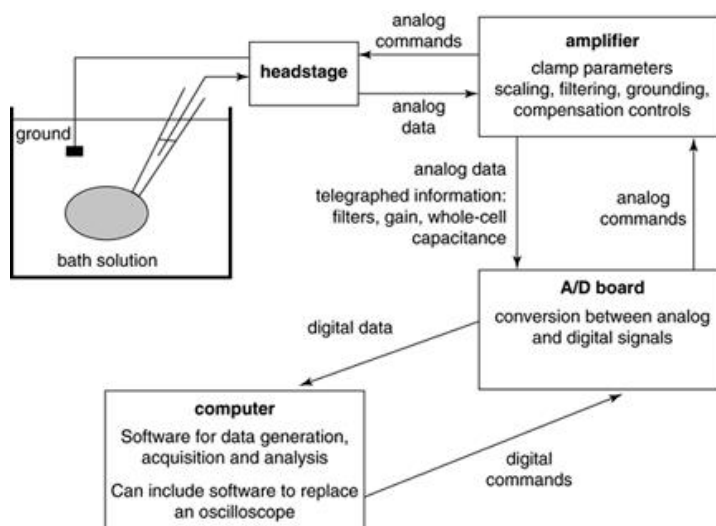 analog
commands
headstage
analog
data
amplifier
clamp parameters
scaling, filtering, grounding,
compensation controls
ground
bath solution
analog data
telegraphed information:
filters, gain, whole-cell
capacitance
analog
commands
A/D board
conversion between analog
and digital signals
digital data
computer
Software for data generation,
acquisition and analysis
Can include software to replace
an oscilloscope
digital
commands